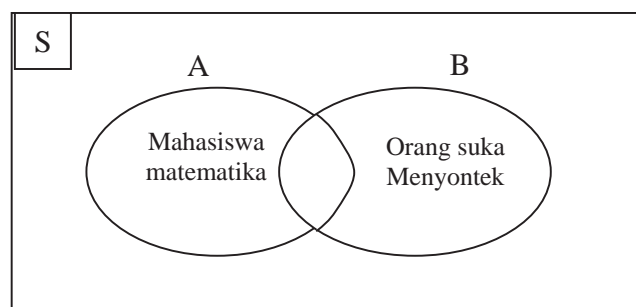 S
A
B
Mahasiswa
matematika
Orang suka
Menyontek